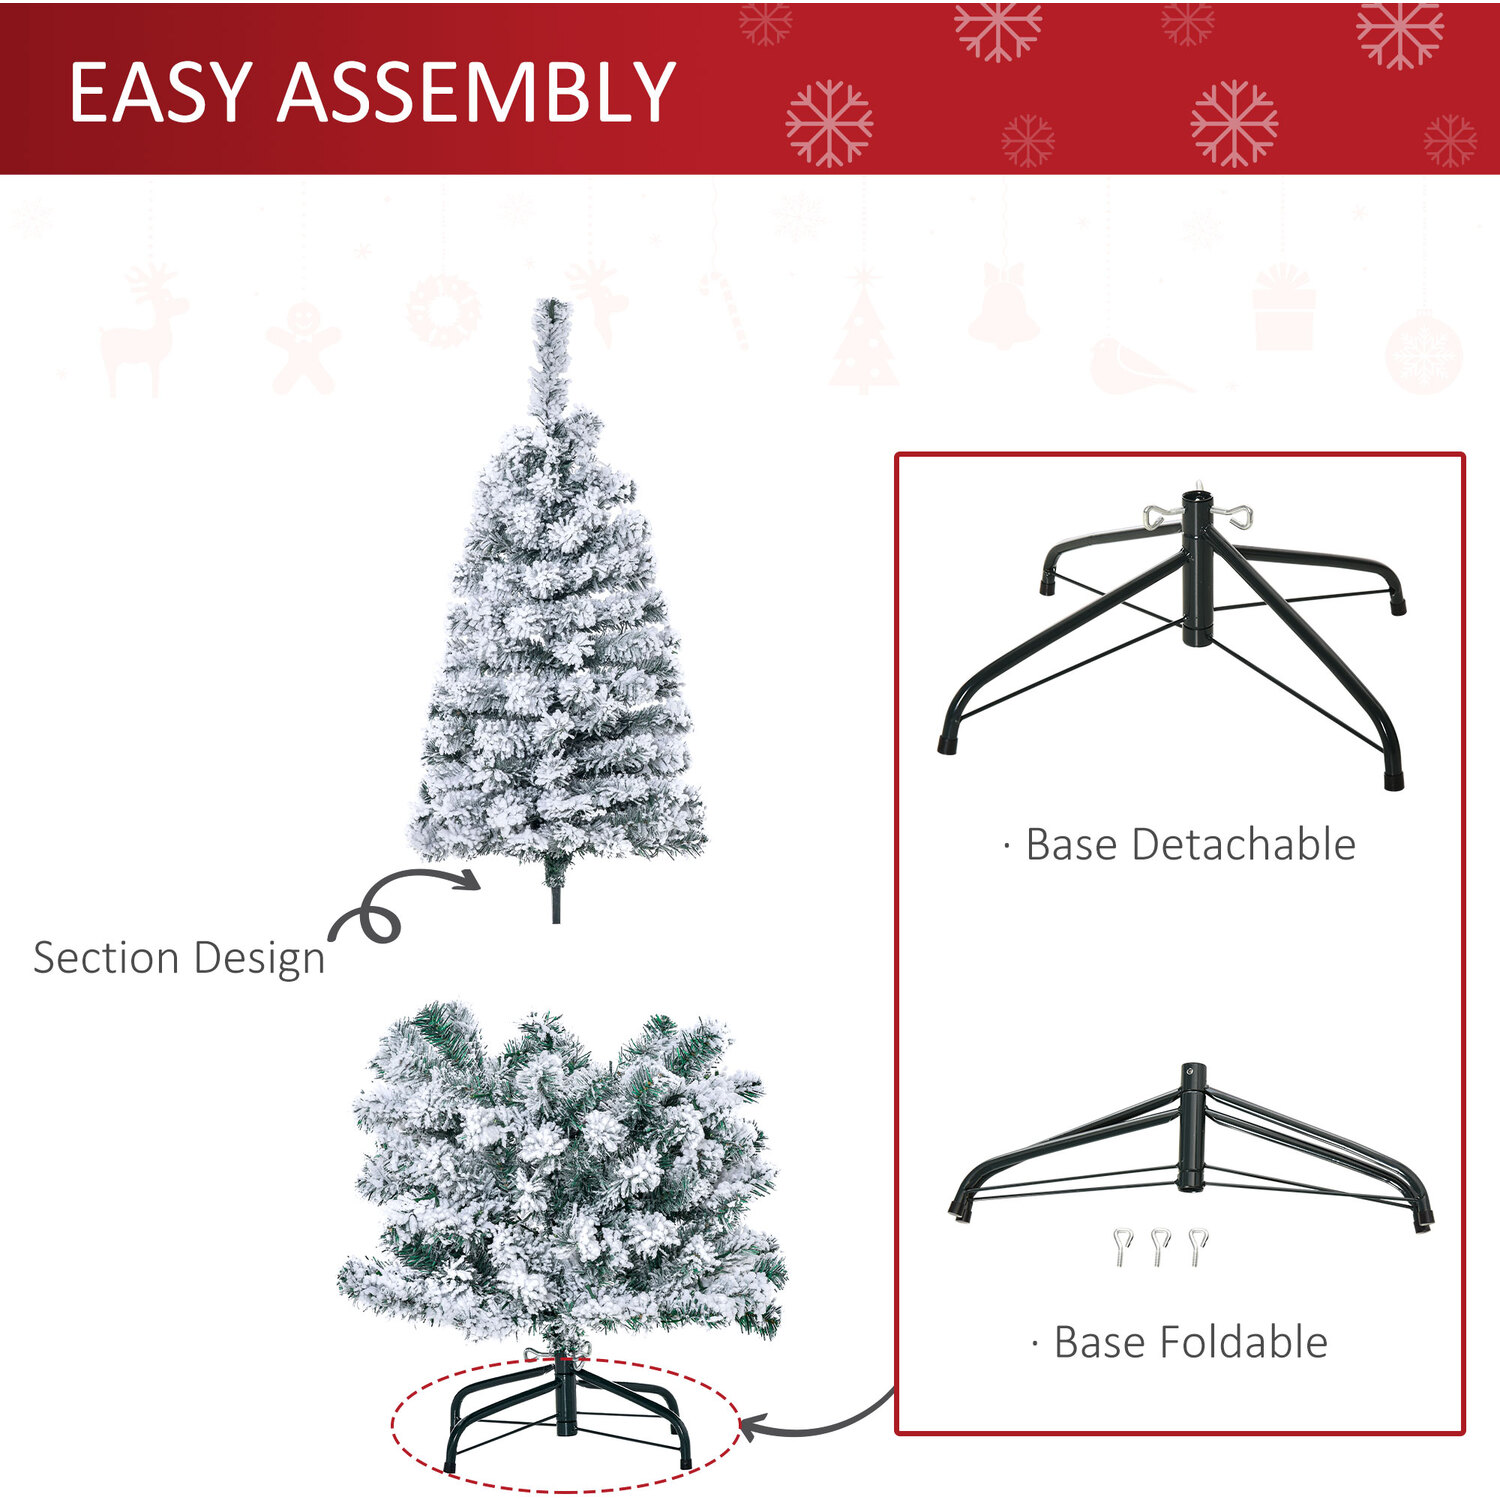 EASY ASSEMBLY
Section Design
· Base Detachable
· Base Foldable